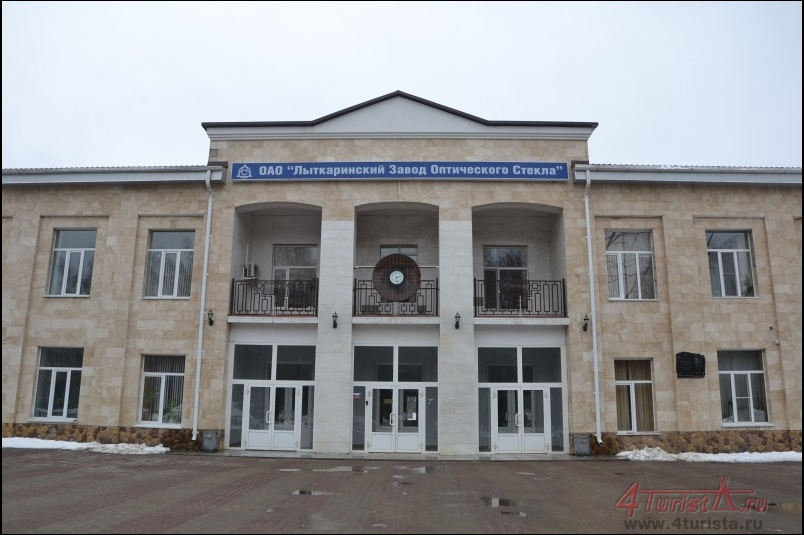 ОАО "Лыткаринский Завод Оптического Стекла"
4TuristA.ru
www.4turista.ru